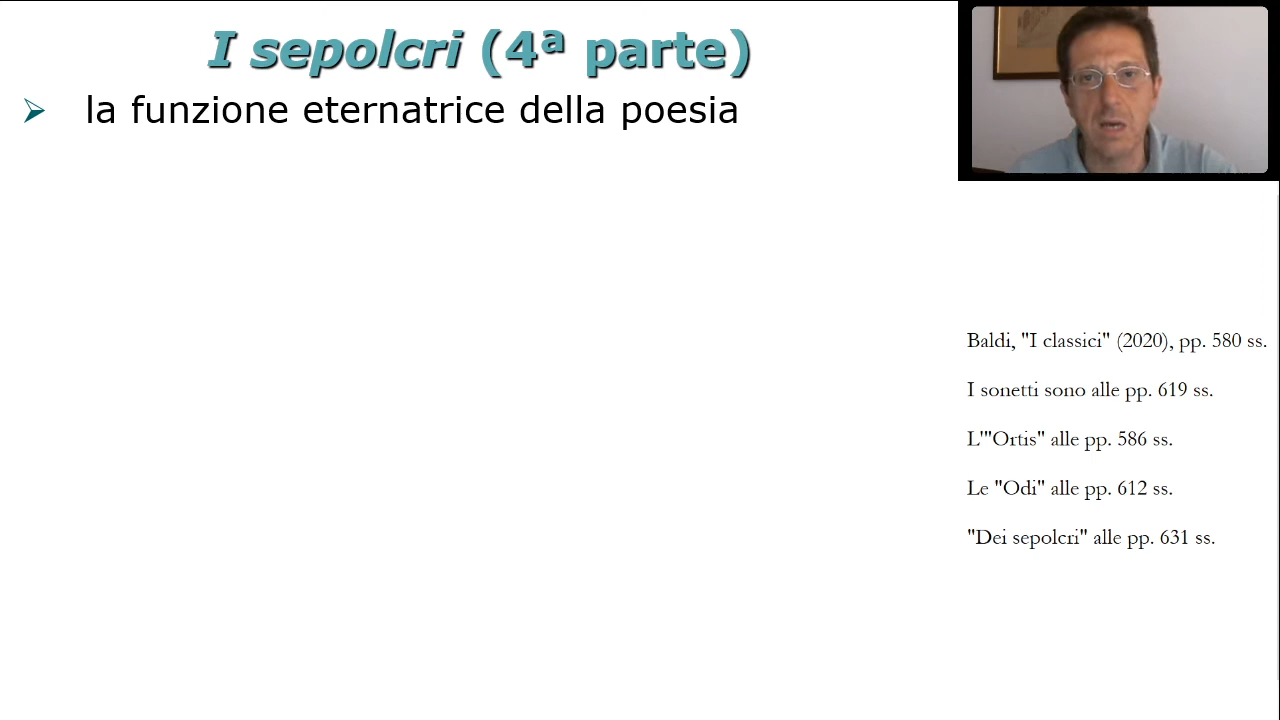 I sepolcri (4ª parte)
la funzione eternatrice della poesia
Baldi, "I classici" (2020), pp. 580 ss.
I sonetti sono alle pp. 619 ss.
L'"Ortis" alle pp. 586 ss.
Le "Odi" alle pp. 612 ss.
"Dei sepolcri" alle pp. 631 ss.